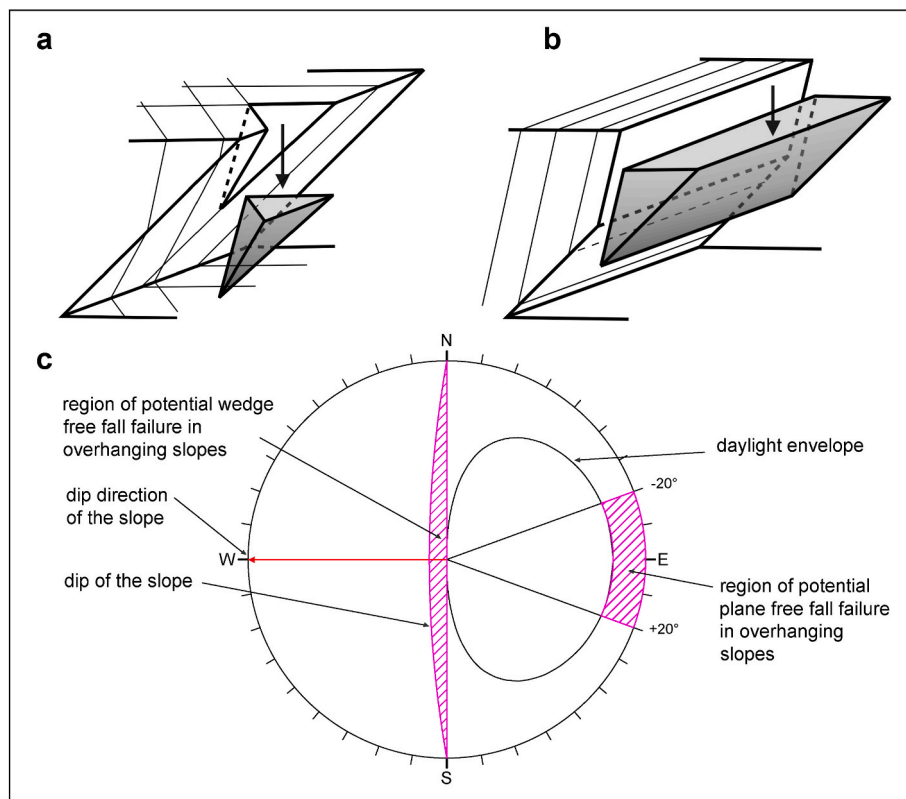 a
b
c
N
region of potential wedge
free fall failure in
overhanging slopes
daylight envelope
-20°
dip direction
of the slope
W
E
dip of the slope
region of potential
plane free fall failure
in overhanging
slopes
+20°
S